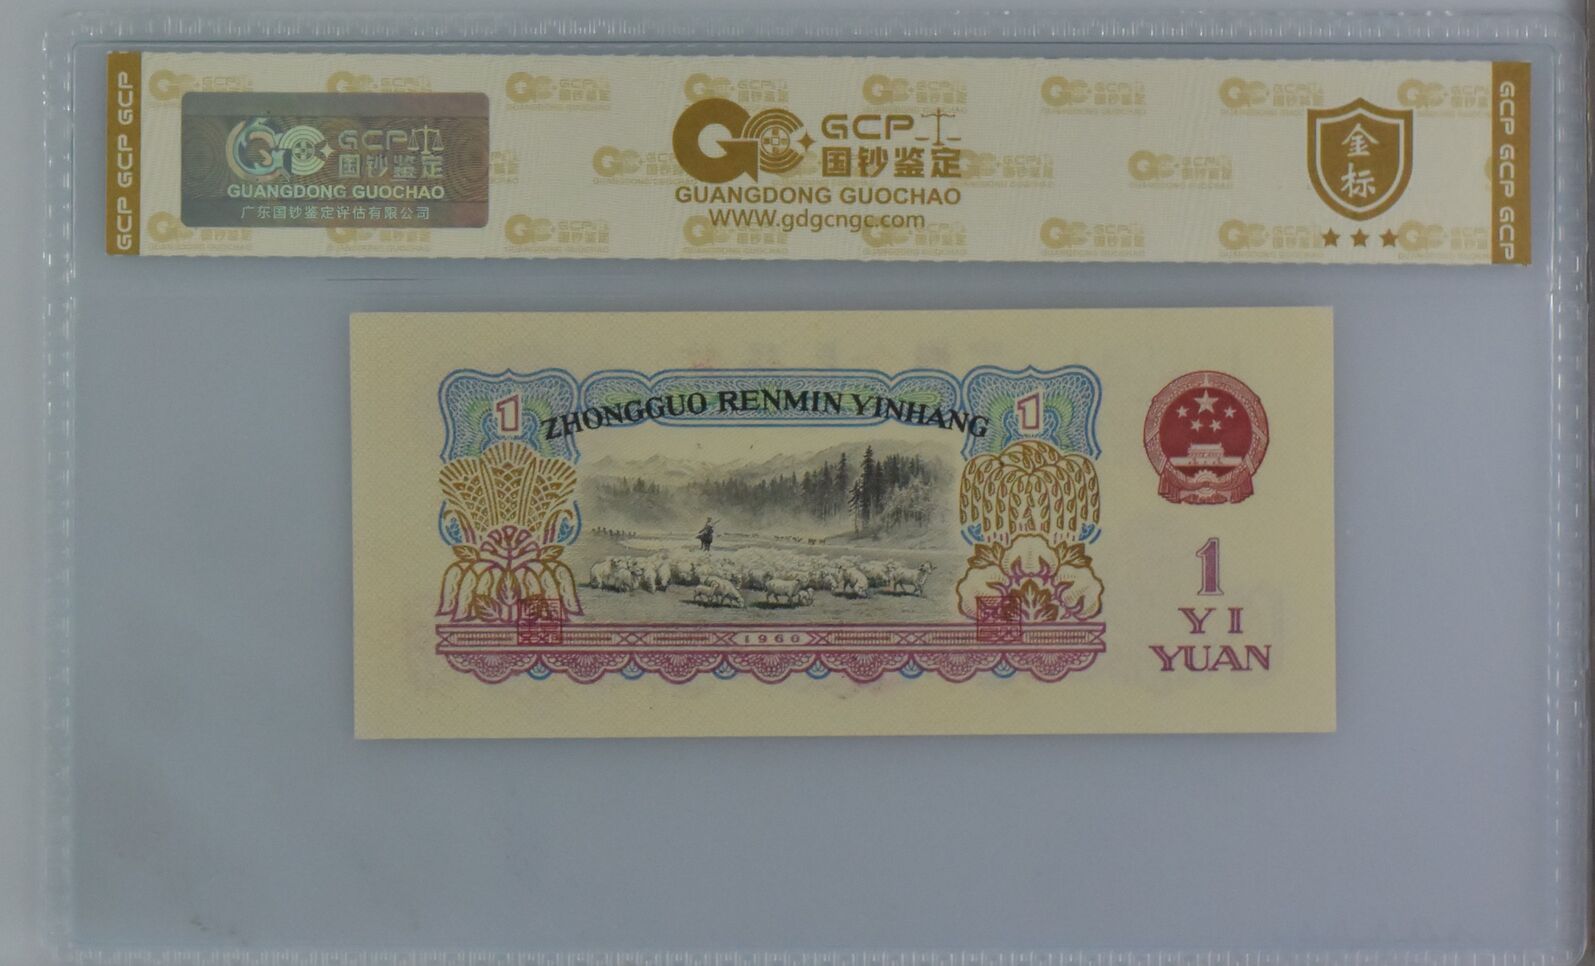 GCP GCP GCP
GCP
国钞鉴定
GUANGDONG GUOCHAO
广东国钞鉴定评估有限公司
GCP
国钞鉴定
GUANGDONG GUOCHAO
WWW.gdgcngc.com
金标
GCP GCP GCP
1
ZHONGGUO RENMIN YINHANG
1
1960
1
YI
YUAN